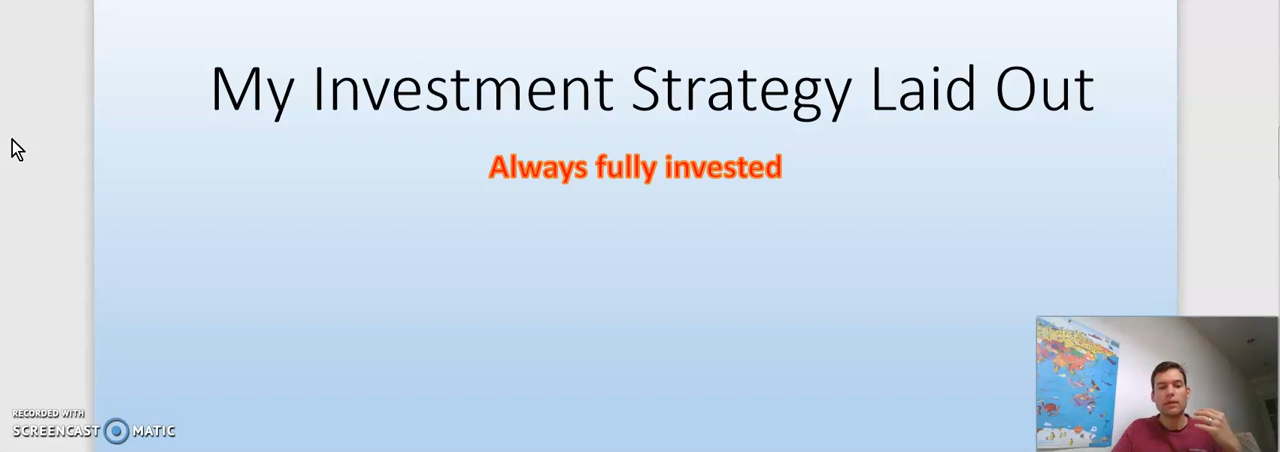 My Investment Strategy Laid Out
Always fully invested
RECORDED WITH
SCREENCAST MATIC